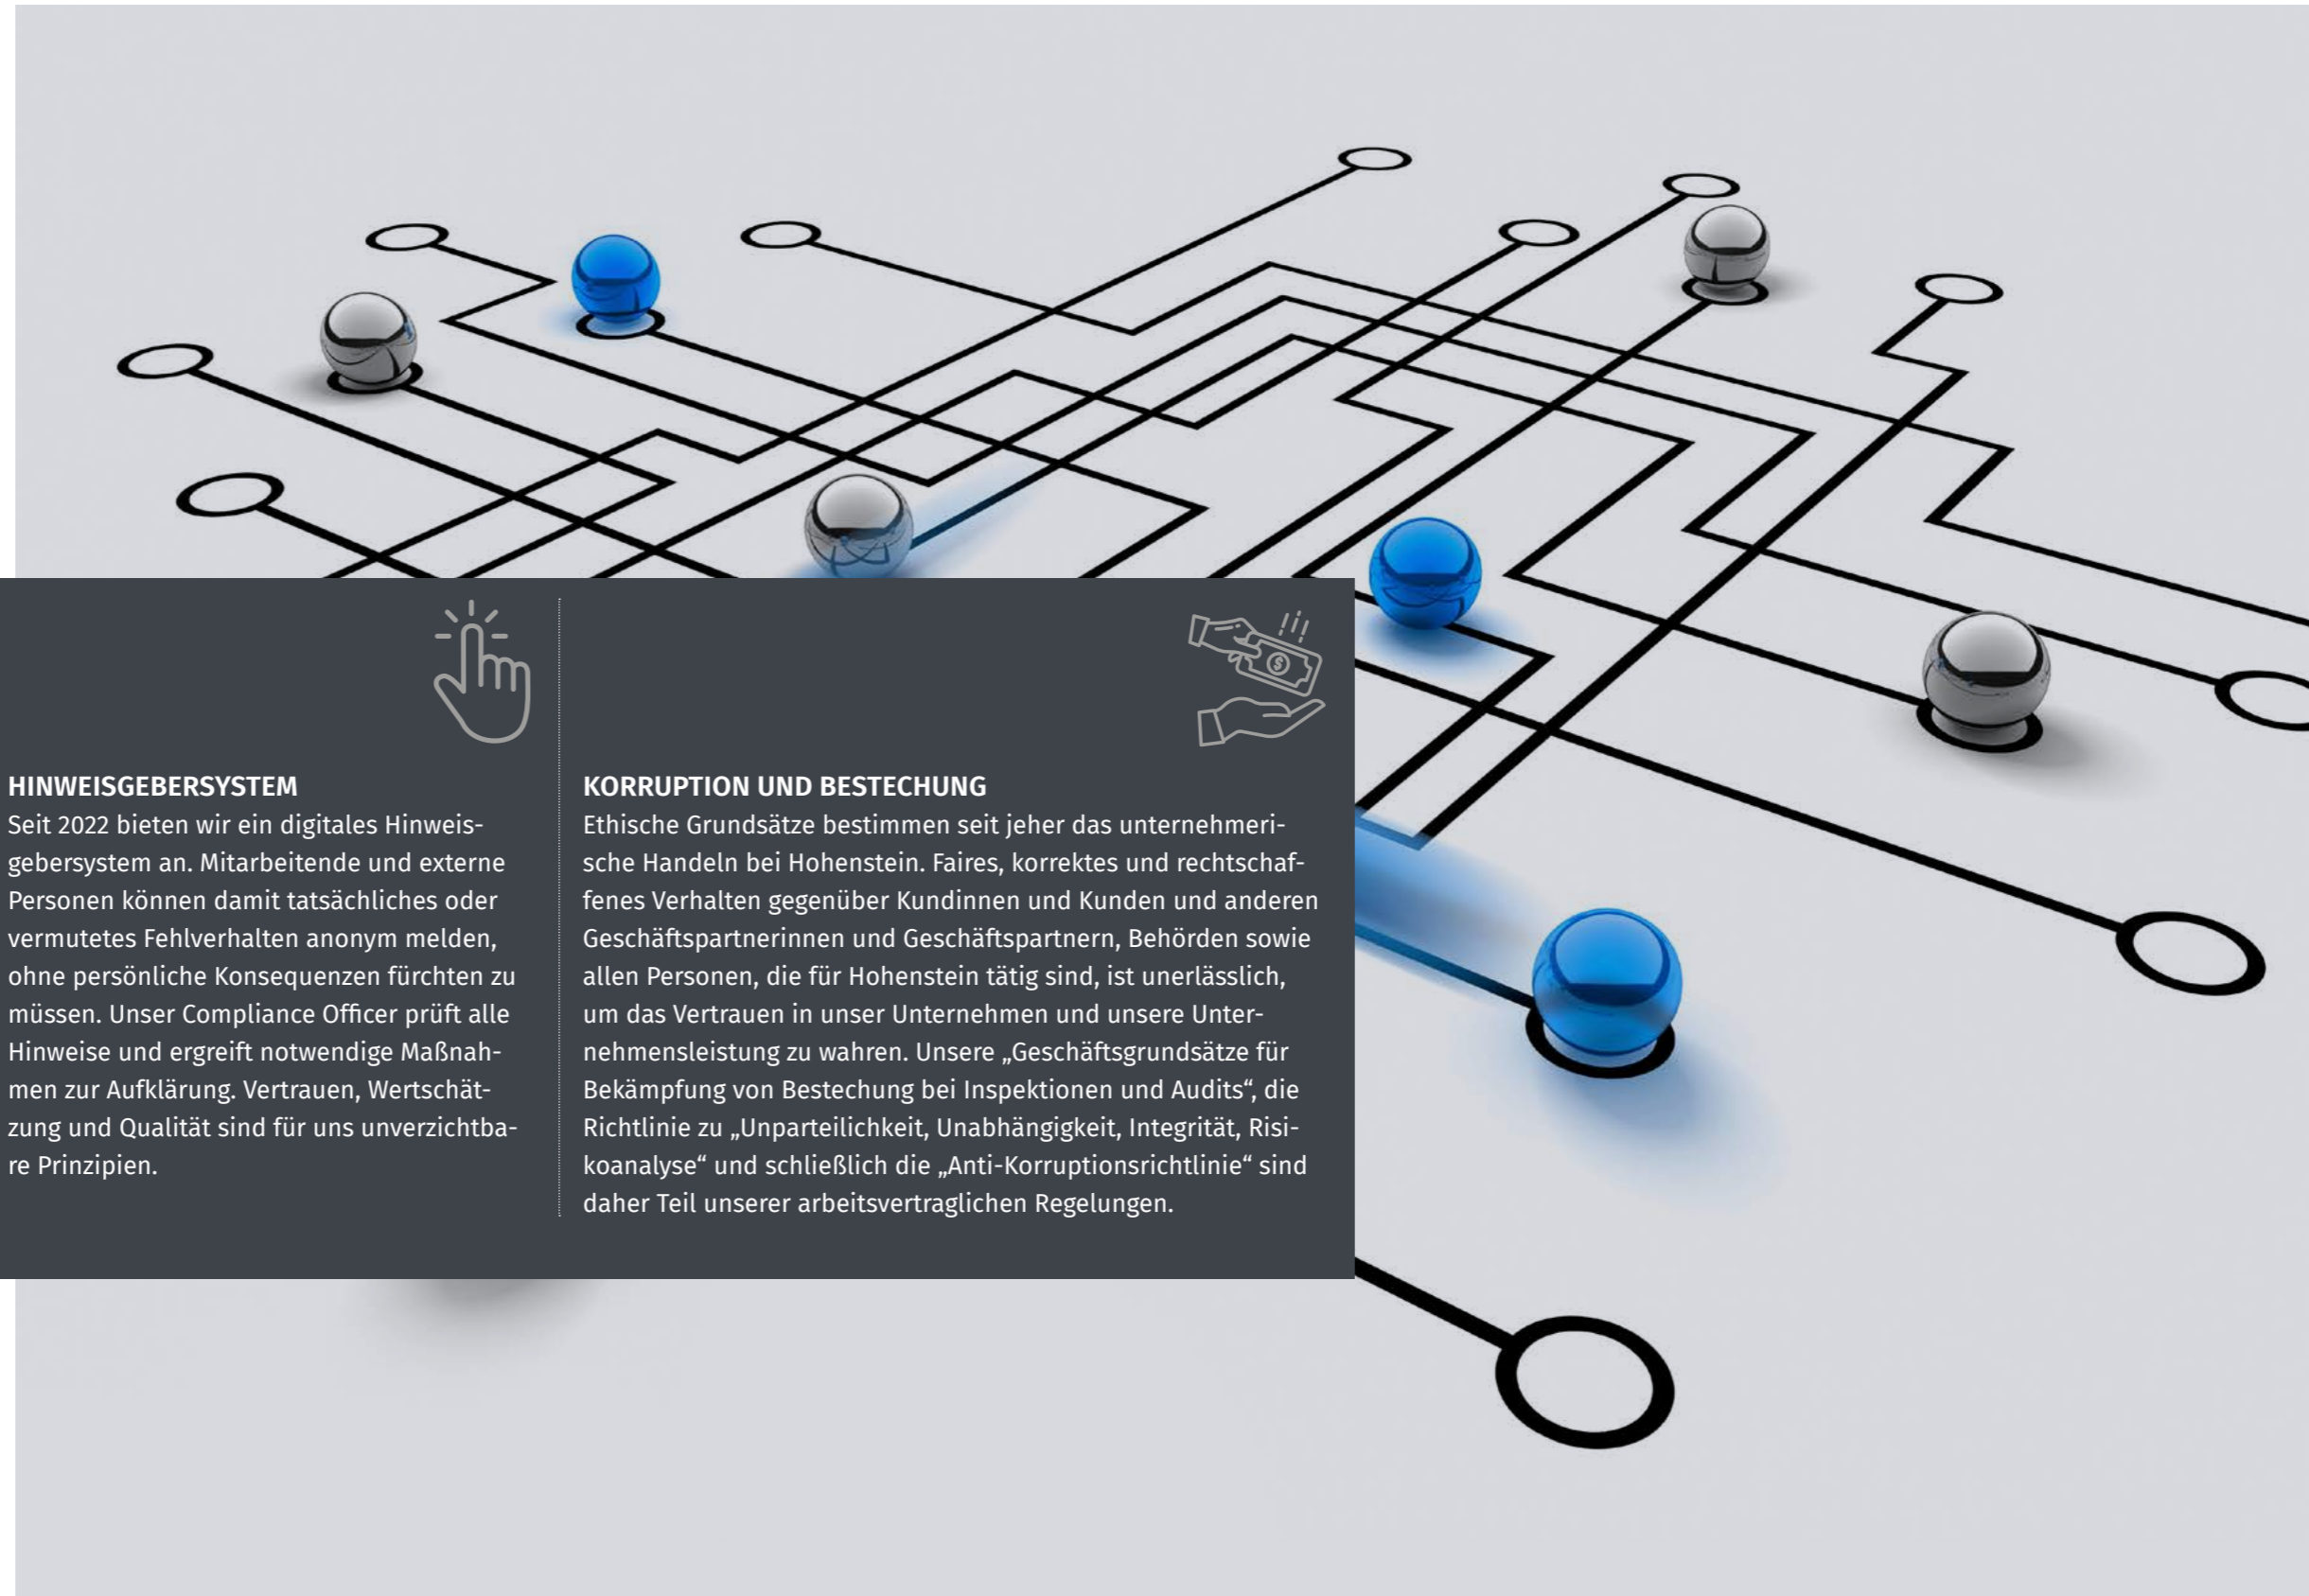 HINWEISGEBERSYSTEM
Seit 2022 bieten wir ein digitales Hinweis-
gebersystem an. Mitarbeitende und externe
Personen können damit tatsächliches oder
vermutetes Fehlverhalten anonym melden,
ohne persönliche Konsequenzen fürchten zu
müssen. Unser Compliance Officer prüft alle
Hinweise und ergreift notwendige Maßnah-
men zur Aufklärung. Vertrauen, Wertschät-
zung und Qualität sind für uns unverzichtba-
re Prinzipien.
KORRUPTION UND BESTECHUNG
Ethische Grundsätze bestimmen seit jeher das unternehmeri-
sche Handeln bei Hohenstein. Faires, korrektes und rechtschaf-
fenes Verhalten gegenüber Kundinnen und Kunden und anderen
Geschäftspartnerinnen und Geschäftspartnern, Behörden sowie
allen Personen, die für Hohenstein tätig sind, ist unerlässlich,
um das Vertrauen in unser Unternehmen und unsere Unter-
nehmensleistung zu wahren. Unsere „Geschäftsgrundsätze für
Bekämpfung von Bestechung bei Inspektionen und Audits“, die
Richtlinie zu „Unparteilichkeit, Unabhängigkeit, Integrität, Risi-
koanalyse“ und schließlich die „Anti-Korruptionsrichtlinie“ sind
daher Teil unserer arbeitsvertraglichen Regelungen.